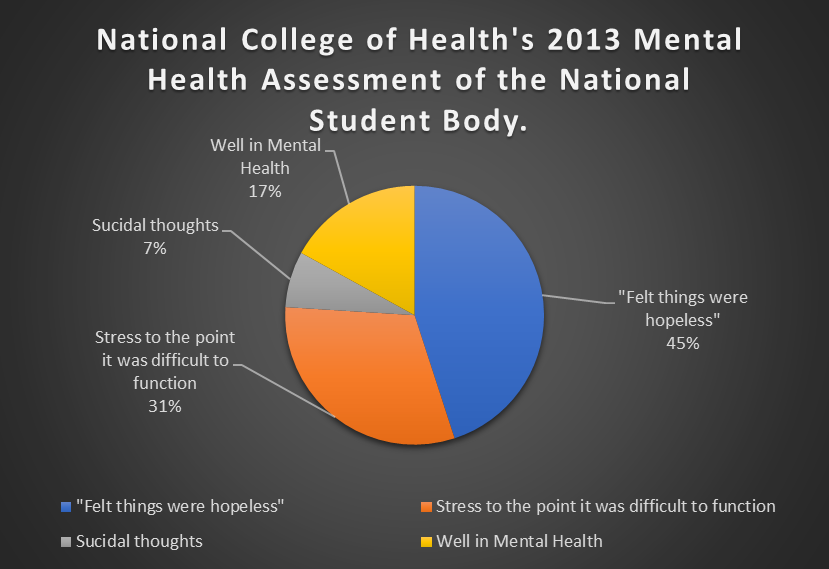 National College of Health's 2013 Mental
Health Assessment of the National
Student Body.
Well in Mental
Health
17%
Sucidal thoughts
7%
"Felt things were
hopeless"
45%
Stress to the point
it was difficult to
function
31%
"Felt things were hopeless"
Stress to the point it was difficult to function
Sucidal thoughts
Well in Mental Health